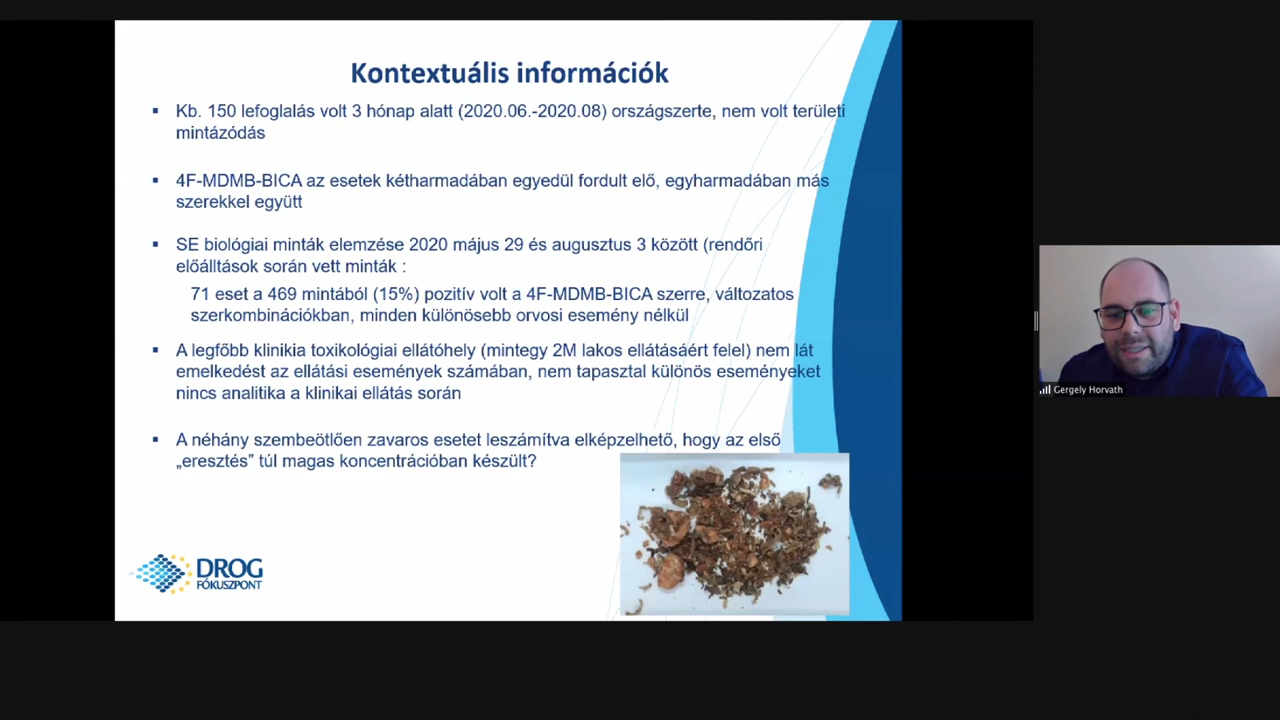 Kontextuális információk
Kb. 150 lefoglalás volt 3 hónap alatt (2020.06.-2020.08) országszerte, nem volt területi
mintázódás
4F-MDMB-BICA az esetek kétharmadában egyedül fordult elő, egyharmadában más
szerekkel együtt
SE biológiai minták elemzése 2020 május 29 és augusztus 3 között (rendőri
előálltások során vett minták :
71 eset a 469 mintából (15%) pozitív volt a 4F-MDMB-BICA szerre, változatos
szerkombinációkban, minden különösebb orvosi esemény nélkül
A legfőbb klinikia toxikológiai ellátóhely (mintegy 2M lakos ellátásáért felel) nem lát
emelkedést az ellátási események számában, nem tapasztal különös eseményeket
nincs analitika a klinikai ellátás során
A néhány szembeötlően zavaros esetet leszámítva elképzelhető, hogy az első
„eresztés” túl magas koncentrációban készült?
DROG
FÓKUSZPONT
Gergely Horvath